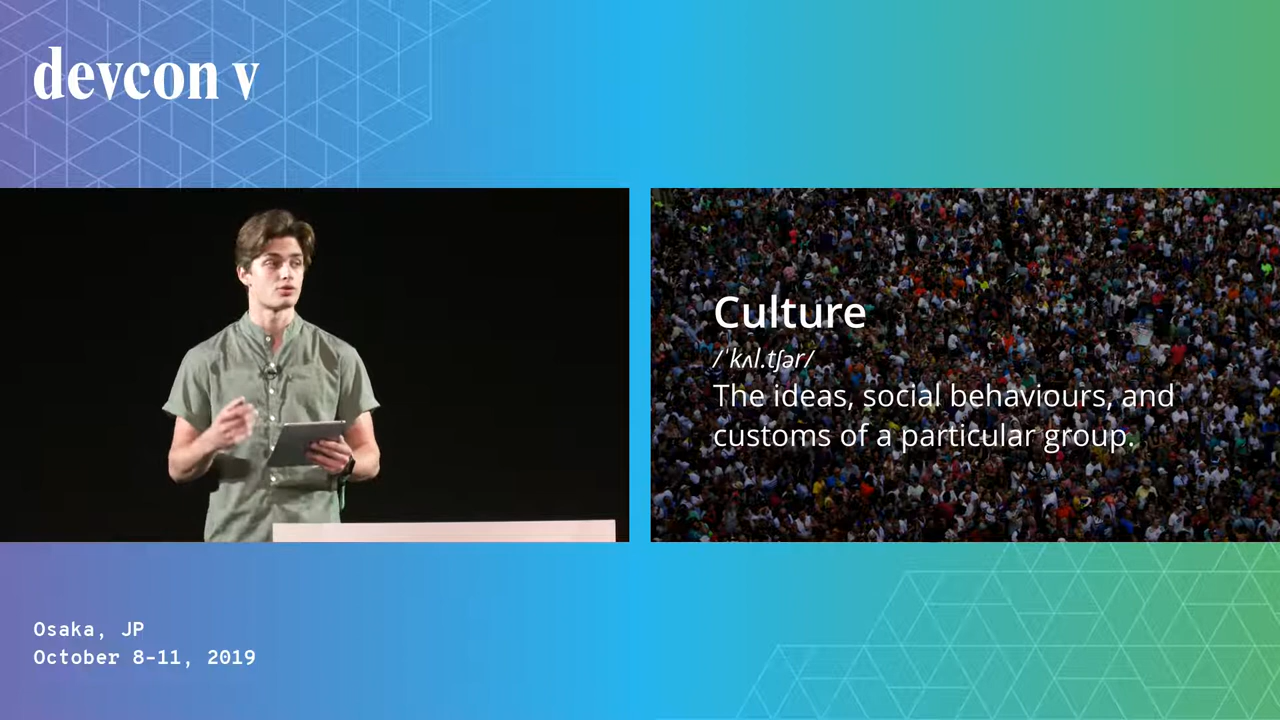 devcon v
Culture
/ˈkʌl.tʃər/
The ideas, social behaviours, and
customs of a particular group.
Osaka, JP
October 8-11, 2019